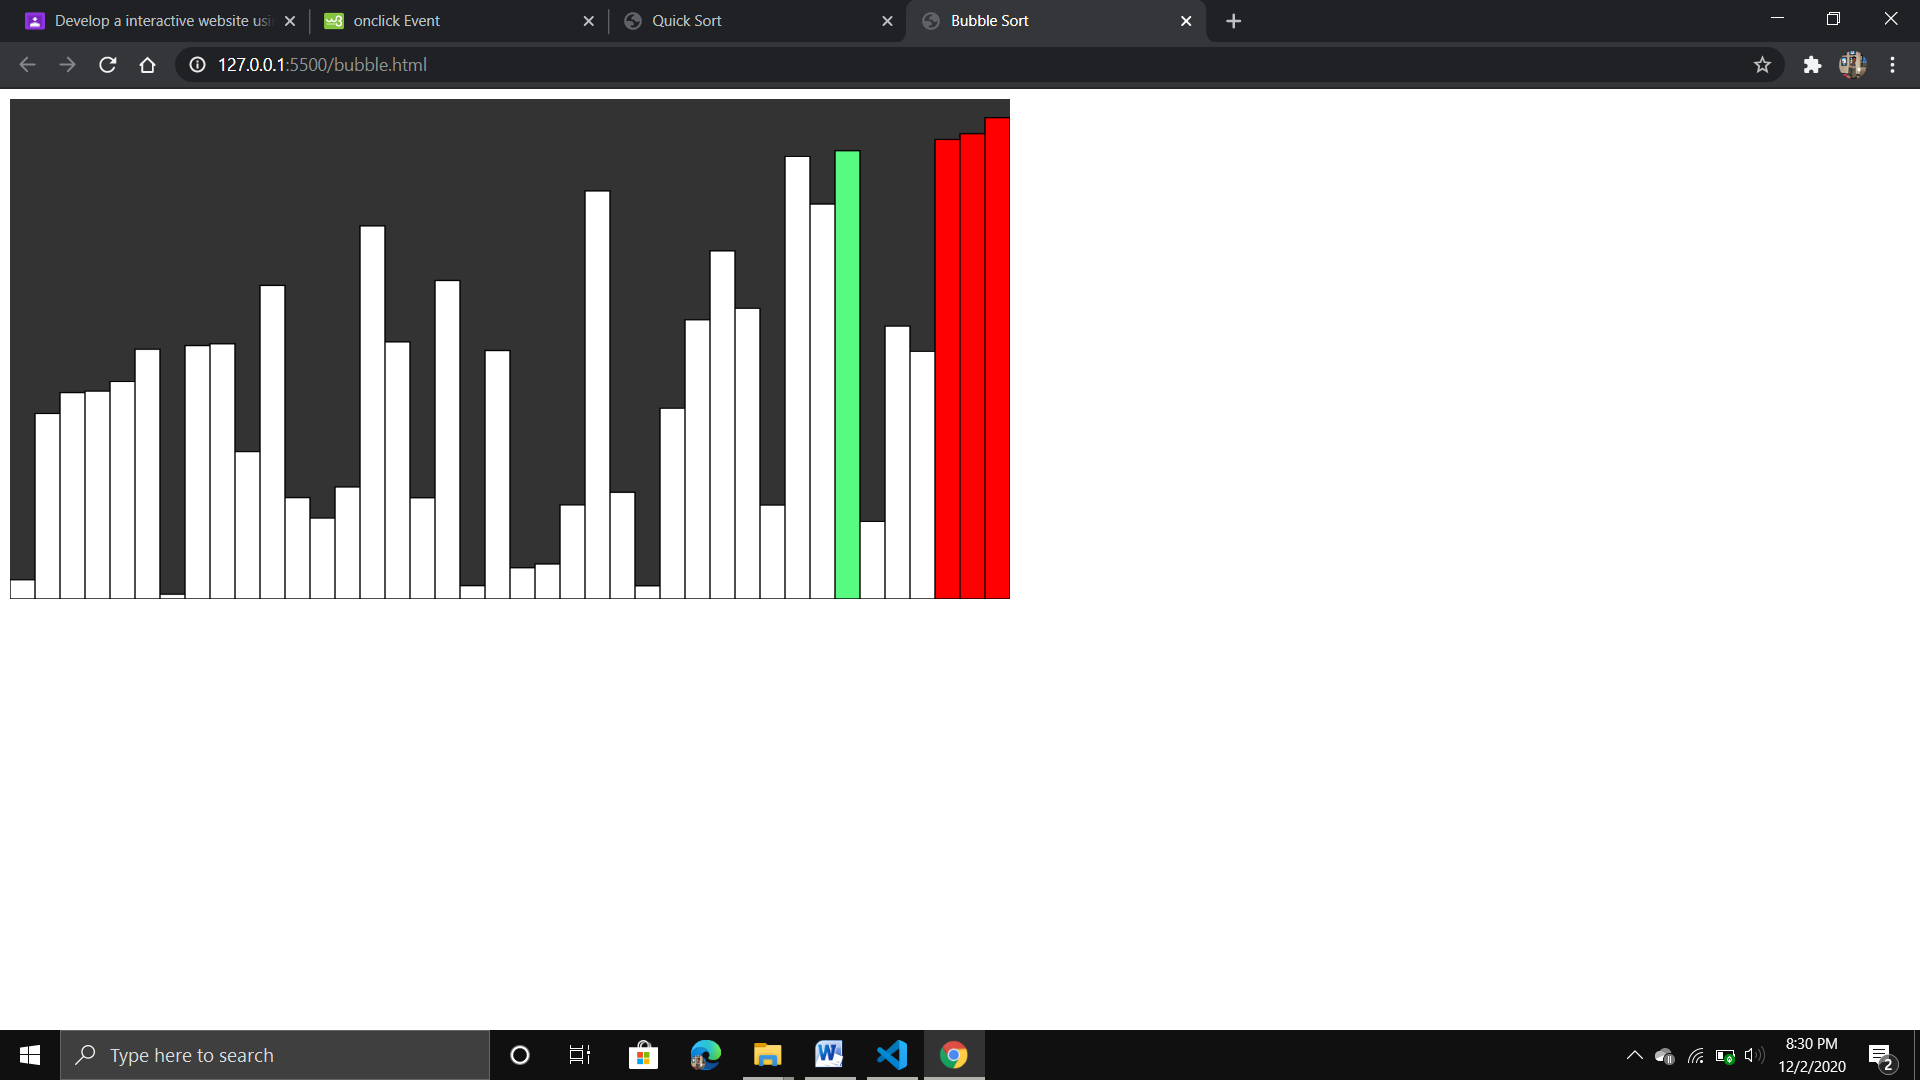 Develop a interactive website usi
onclick Event
Quick Sort
Bubble Sort
127.0.0.1:5500/bubble.html
Type here to search
8:30 PM
12/2/2020
2